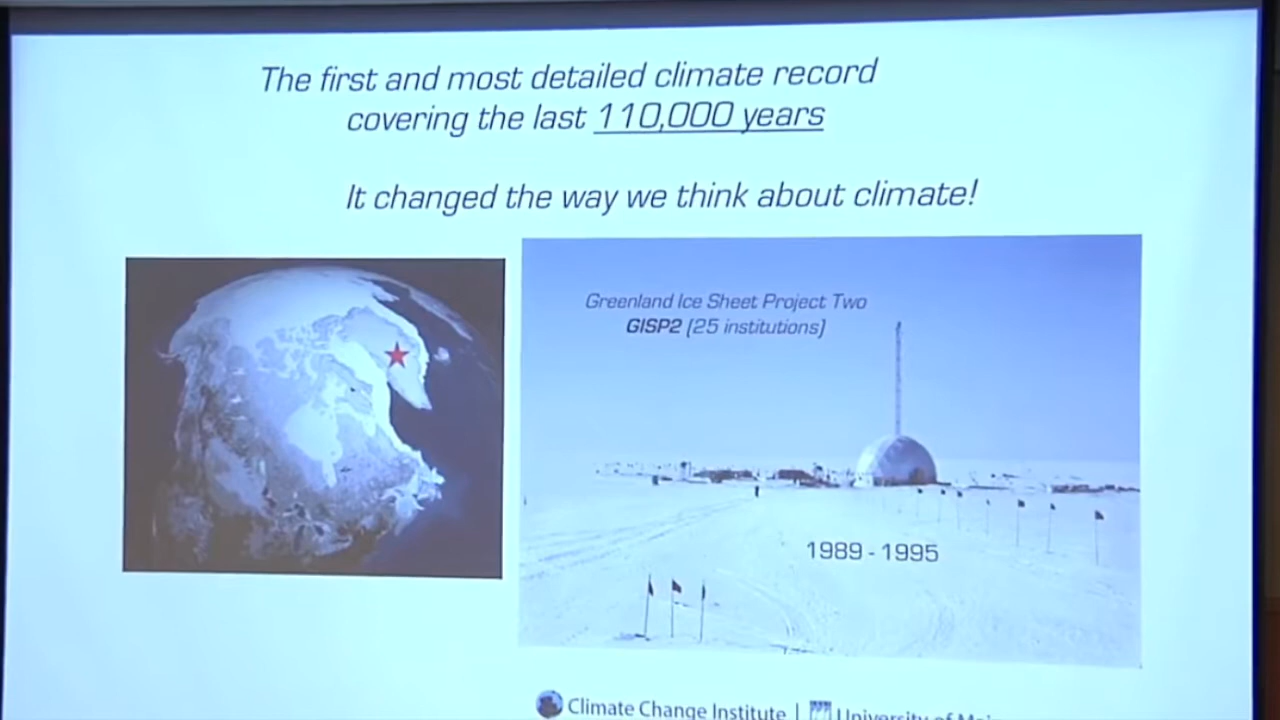 The first and most detailed climate record
covering the last 110,000 years
It changed the way we think about climate!
Greenland Ice Sheet Project Two
GISP2 (25 institutions)
1989 - 1995
Climate Change Institute | University of